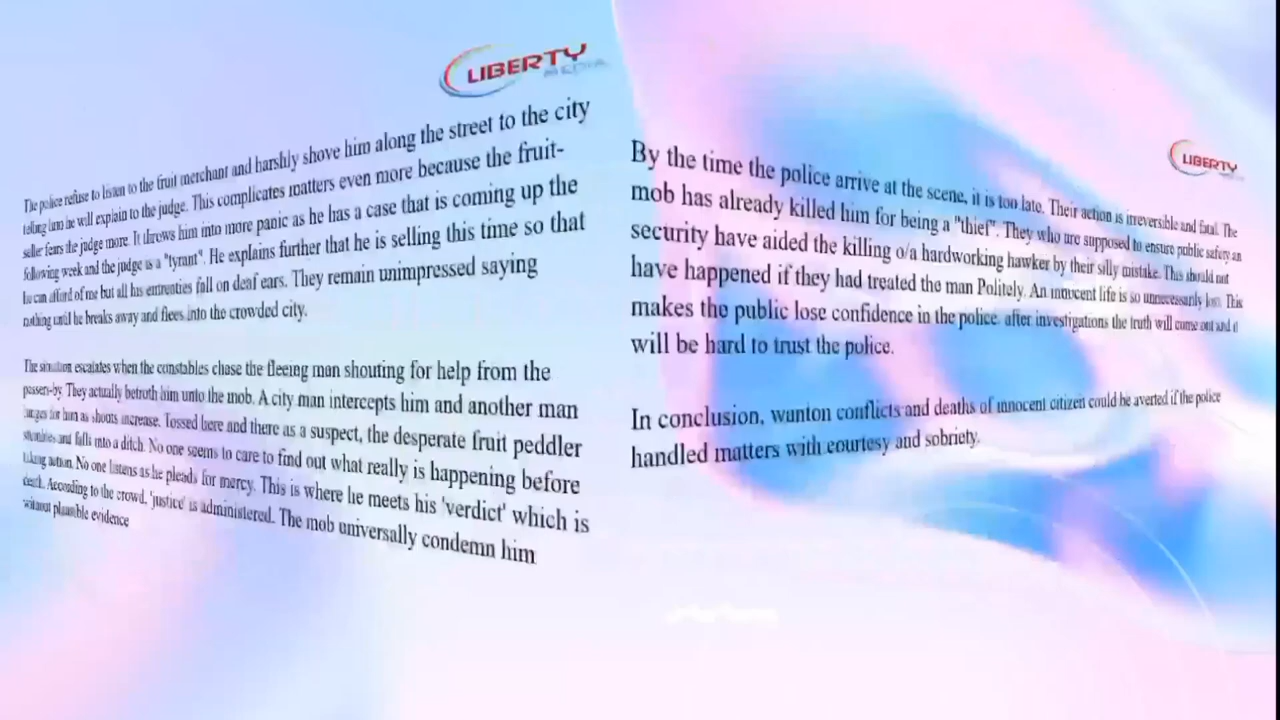 LIBERTY
MEDIA
The police refuse to listen to the fruit merchant and harshly shove him along the street to the city
telling him he will explain to the judge. This complicates matters even more because the fruit-
seller fears the judge more. It throws him into more panic as he has a case that is coming up the
following week and the judge is a "tyrant". He explains further that he is selling this time so that
he can afford of me but all his entreaties fall on deaf ears. They remain unimpressed saying
nothing until he breaks away and flees into the crowded city.
The situation escalates when the constables chase the fleeing man shouting for help from the
passer-by. They actually betroth him unto the mob. A city man intercepts him and another man
for him as shouts increase. Tossed here and there as a suspect, the desperate fruit peddler
stumbles and falls into a ditch. No one seems to care to find out what really is happening before
taking action. No one listens as he pleads for mercy. This is where he meets his 'verdict' which is
death. According to the crowd, 'justice' is administered. The mob universally condemn him
without plausible evidence
LIBERTY
By the time the police arrive at the scene, it is too late. Their action is irreversible and fatal. The
mob has already killed him for being a "thief". They who are supposed to ensure public safety an
security have aided the killing o/a hardworking hawker by their silly mistake. This should not
have happened if they had treated the man Politely. An innocent life is so unnecessarily lost. This
makes the public lose confidence in the police. after investigations the truth will come out and it
will be hard to trust the police.
In conclusion, wanton conflicts and deaths of innocent citizen could be averted if the police
handled matters with courtesy and sobriety.